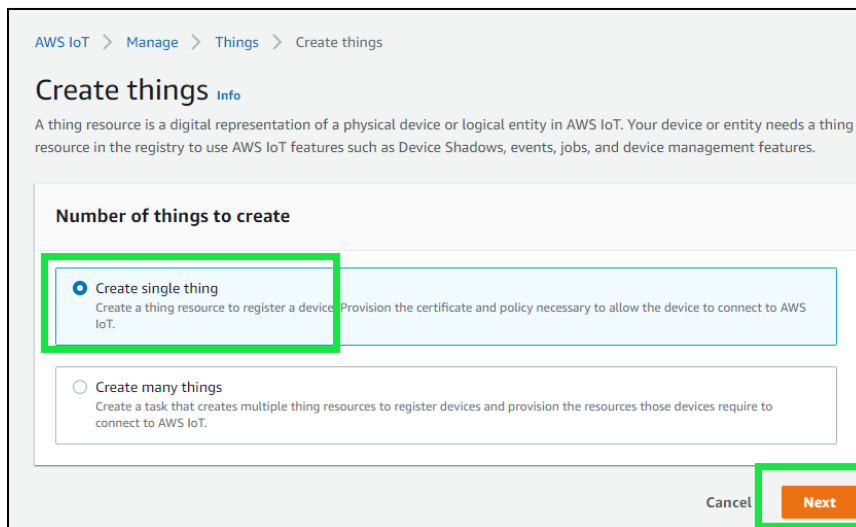 AWS IoT > Manage > Things > Create things
Create things Info
A thing resource is a digital representation of a physical device or logical entity in AWS IoT. Your device or entity needs a thing
resource in the registry to use AWS IoT features such as Device Shadows, events, jobs, and device management features.
Number of things to create
Create single thing
Create a thing resource to register a device. Provision the certificate and policy necessary to allow the device to connect to AWS
IoT.
Create many things
Create a task that creates multiple thing resources to register devices and provision the resources those devices require to
connect to AWS IoT.
Cancel Next